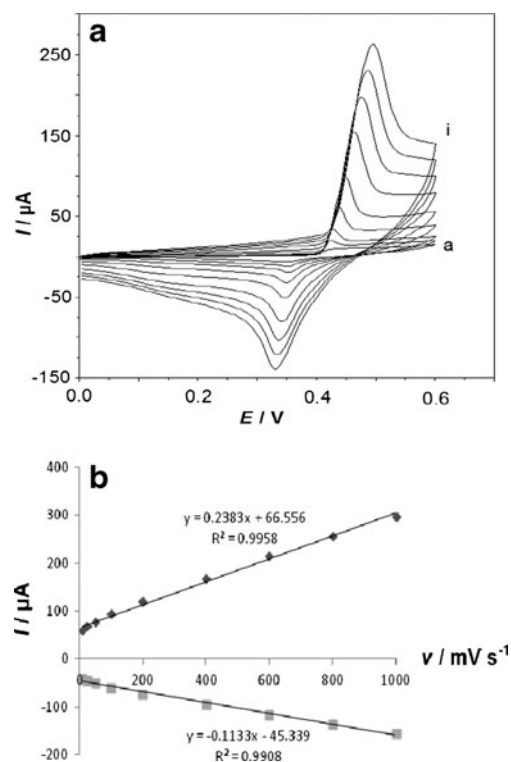 a
I / µA
250
150
50
-50
-150
i
a
0.0
0.2
0.4
0.6
E / V
b
I / µA
400
300
200
100
0
-100
-200
y = 0.2383x + 66.556
R² = 0.9958
v / mV s⁻¹
0 200 400 600 800 1000
y = -0.1133x - 45.339
R² = 0.9908